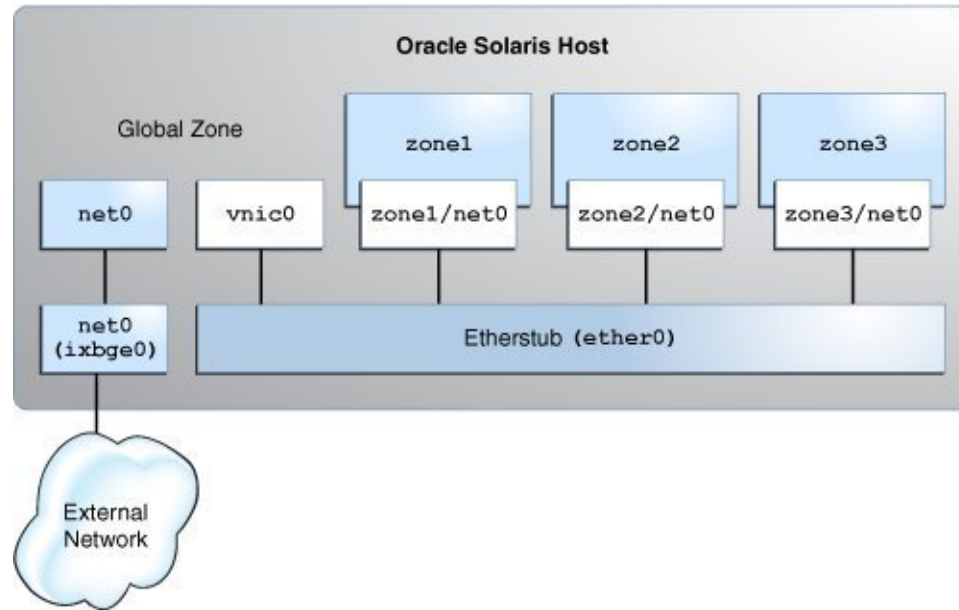 Oracle Solaris Host
Global Zone
zone1
zone2
zone3
net0
vnic0
zone1/net0
zone2/net0
zone3/net0
net0
(ixbge0)
Etherstub (ether0)
External
Network